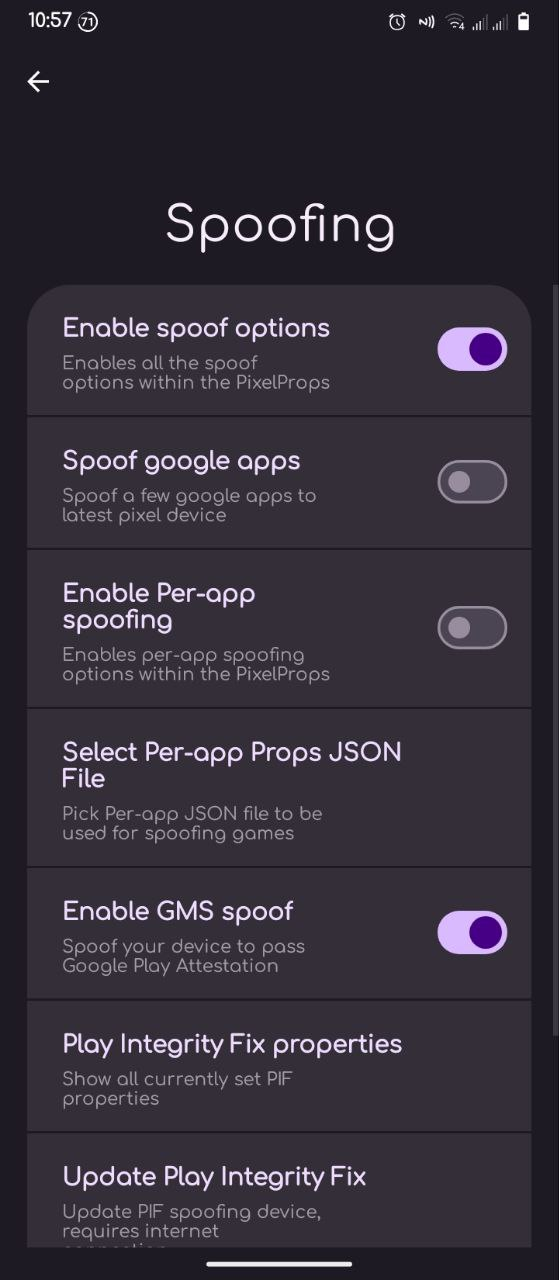 10:57 71
4
Spoofing
Enable spoof options
Enables all the spoof
options within the PixelProps
Spoof google apps
Spoof a few google apps to
latest pixel device
Enable Per-app
spoofing
Enables per-app spoofing
options within the PixelProps
Select Per-app Props JSON
File
Pick Per-app JSON file to be
used for spoofing games
Enable GMS spoof
Spoof your device to pass
Google Play Attestation
Play Integrity Fix properties
Show all currently set PIF
properties
Update Play Integrity Fix
Update PIF spoofing device,
requires internet